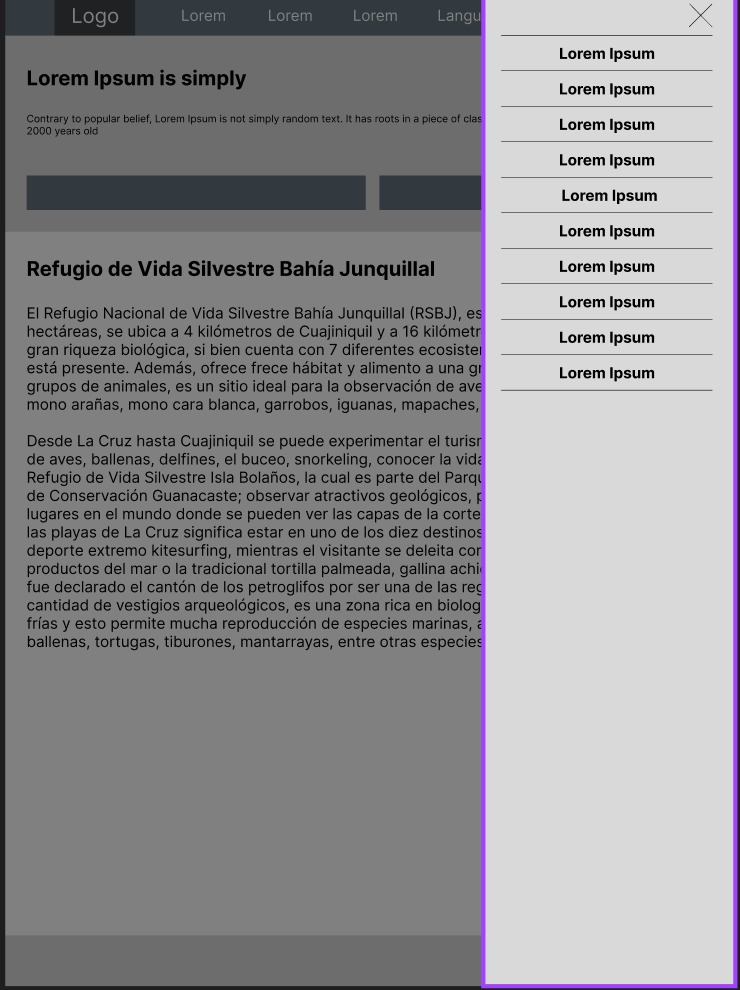 Logo
Lorem
Lorem
Lorem
Langu
Lorem Ipsum is simply
Contrary to popular belief, Lorem Ipsum is not simply random text. It has roots in a piece of clas
2000 years old
Refugio de Vida Silvestre Bahía Junquillal
El Refugio Nacional de Vida Silvestre Bahía Junquillal (RSBJ), es
hectáreas, se ubica a 4 kilómetros de Cuajiniquil y a 16 kilómetr
gran riqueza biológica, si bien cuenta con 7 diferentes ecosister
está presente. Además, ofrece frece hábitat y alimento a una gr
grupos de animales, es un sitio ideal para la observación de ave
mono arañas, mono cara blanca, garrobos, iguanas, mapaches,
Desde La Cruz hasta Cuajiniquil se puede experimentar el turisr
de aves, ballenas, delfines, el buceo, snorkeling, conocer la vida
Refugio de Vida Silvestre Isla Bolaños, la cual es parte del Parqu
de Conservación Guanacaste; observar atractivos geológicos, p
lugares en el mundo donde se pueden ver las capas de la corte
las playas de La Cruz significa estar en uno de los diez destinos
deporte extremo kitesurfing, mientras el visitante se deleita cor
productos del mar o la tradicional tortilla palmeada, gallina achi
fue declarado el cantón de los petroglifos por ser una de las reg
cantidad de vestigios arqueológicos, es una zona rica en biolog
frías y esto permite mucha reproducción de especies marinas, a
ballenas, tortugas, tiburones, mantarrayas, entre otras especies
Lorem Ipsum
Lorem Ipsum
Lorem Ipsum
Lorem Ipsum
Lorem Ipsum
Lorem Ipsum
Lorem Ipsum
Lorem Ipsum
Lorem Ipsum
Lorem Ipsum